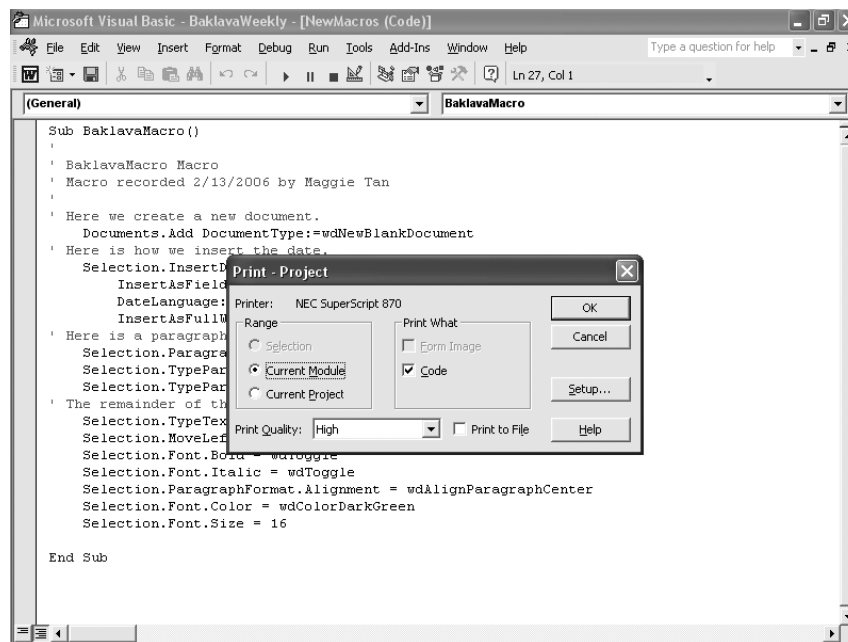 Microsoft Visual Basic - BaklavaWeekly - [NewMacros (Code)]
File Edit View Insert Format Debug Run Tools Add-Ins Window Help Type a question for help
Ln 27, Col 1
(General) BaklavaMacro
Sub BaklavaMacro()
'
' BaklavaMacro Macro
' Macro recorded 2/13/2006 by Maggie Tan
'
' Here we create a new document.
Documents.Add DocumentType:=wdNewBlankDocument
' Here is how we insert the date.
Selection.InsertD
InsertAsField
DateLanguage:
InsertAsFullW
' Here is a paragraph
Selection.Paragra
Selection.TypePar
Selection.TypePar
' The remainder of th
Selection.TypeTex
Selection.MoveLef
Selection.Font.Bold = wdToggle
Selection.Font.Italic = wdToggle
Selection.ParagraphFormat.Alignment = wdAlignParagraphCenter
Selection.Font.Color = wdColorDarkGreen
Selection.Font.Size = 16
End Sub
Print - Project
Printer: NEC SuperScript 870
Range
Selection
Current Module
Current Project
Print What
Form Image
Code
Print Quality: High
Print to File
OK
Cancel
Setup...
Help